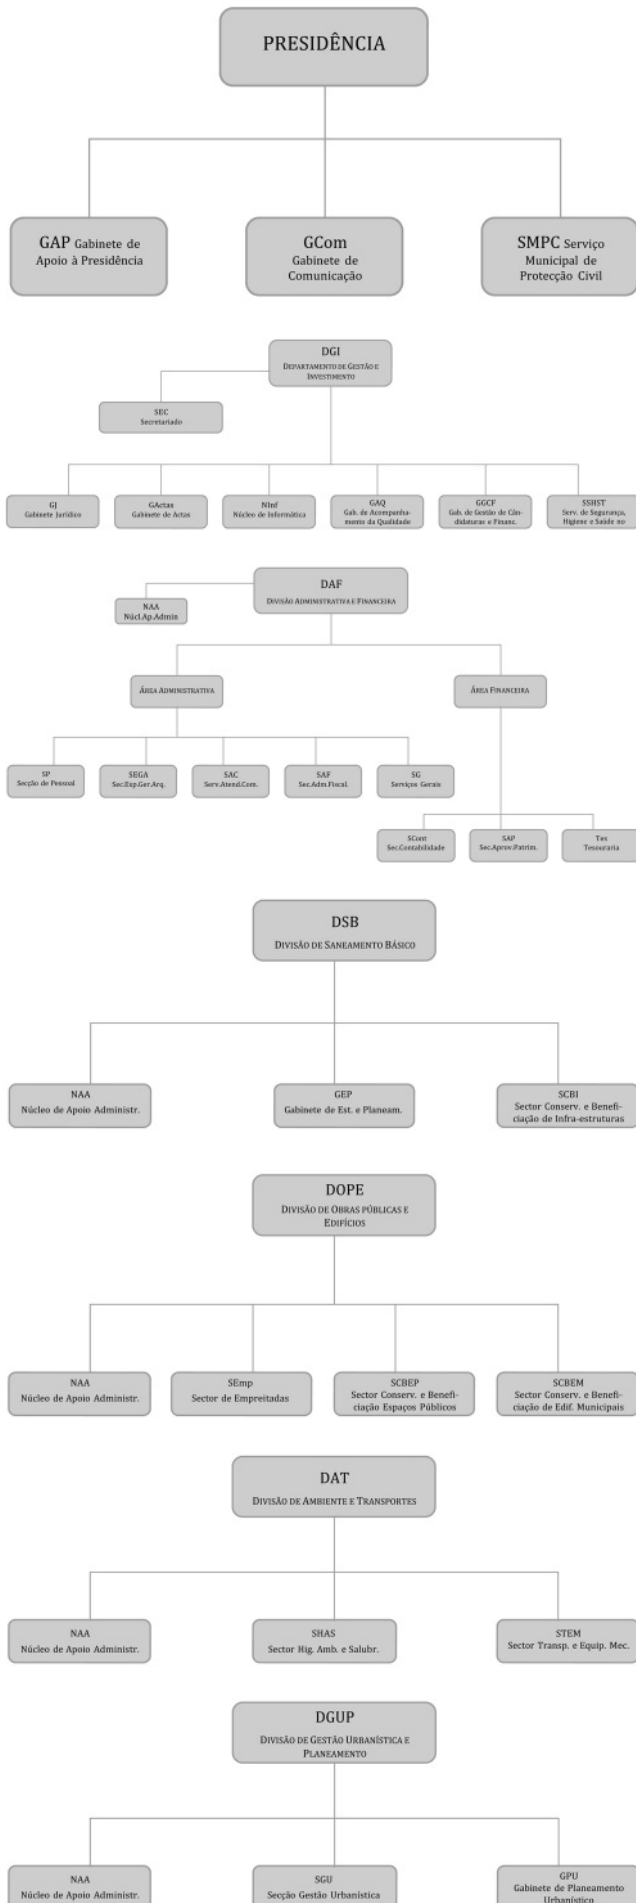 PRESIDÊNCIA
GAP Gabinete de
Apoio à Presidência
GCom
Gabinete de
Comunicação
SMPC Serviço
Municipal de
Protecção Civil
DGI
DEPARTAMENTO DE GESTÃO E
INVESTIMENTO
SEC
Secretariado
GJ
Gabinete Jurídico
GActas
Gabinete de Actas
NInf
Núcleo de Informática
GAQ
Gab. de Acompanha-
mento da Qualidade
GGCF
Gab. de Gestão de Cân-
didaturas e Financ.
SSHST
Serv. de Segurança,
Higiene e Saúde no
DAF
DIVISÃO ADMINISTRATIVA E FINANCEIRA
NAA
Núcl.Ap.Admin
ÁREA ADMINISTRATIVA
ÁREA FINANCEIRA
SP
Secção de Pessoal
SEGA
Sec.Exp.Ger.Arq.
SAC
Serv.Atend.Com.
SAF
Sec.Adm.Fiscal.
SG
Serviços Gerais
SCont
Sec.Contabilidade
SAP
Sec.Aprov.Patrim.
Tes
Tesouraria
DSB
DIVISÃO DE SANEAMENTO BÁSICO
NAA
Núcleo de Apoio Administr.
GEP
Gabinete de Est. e Planeam.
SCBI
Sector Conserv. e Benefi-
ciação de Infra-estruturas
DOPE
DIVISÃO DE OBRAS PÚBLICAS E
EDIFÍCIOS
NAA
Núcleo de Apoio Administr.
SEmp
Sector de Empreitadas
SCBEP
Sector Conserv. e Benefi-
ciação Espaços Públicos
SCBEM
Sector Conserv. e Benefi-
ciação de Edif. Municipais
DAT
DIVISÃO DE AMBIENTE E TRANSPORTES
NAA
Núcleo de Apoio Administr.
SHAS
Sector Hig. Amb. e Salubr.
STEM
Sector Transp. e Equip. Mec.
DGUP
DIVISÃO DE GESTÃO URBANÍSTICA E
PLANEAMENTO
NAA
Núcleo de Apoio Administr.
SGU
Secção Gestão Urbanística
GPU
Gabinete de Planeamento
Urbanístico